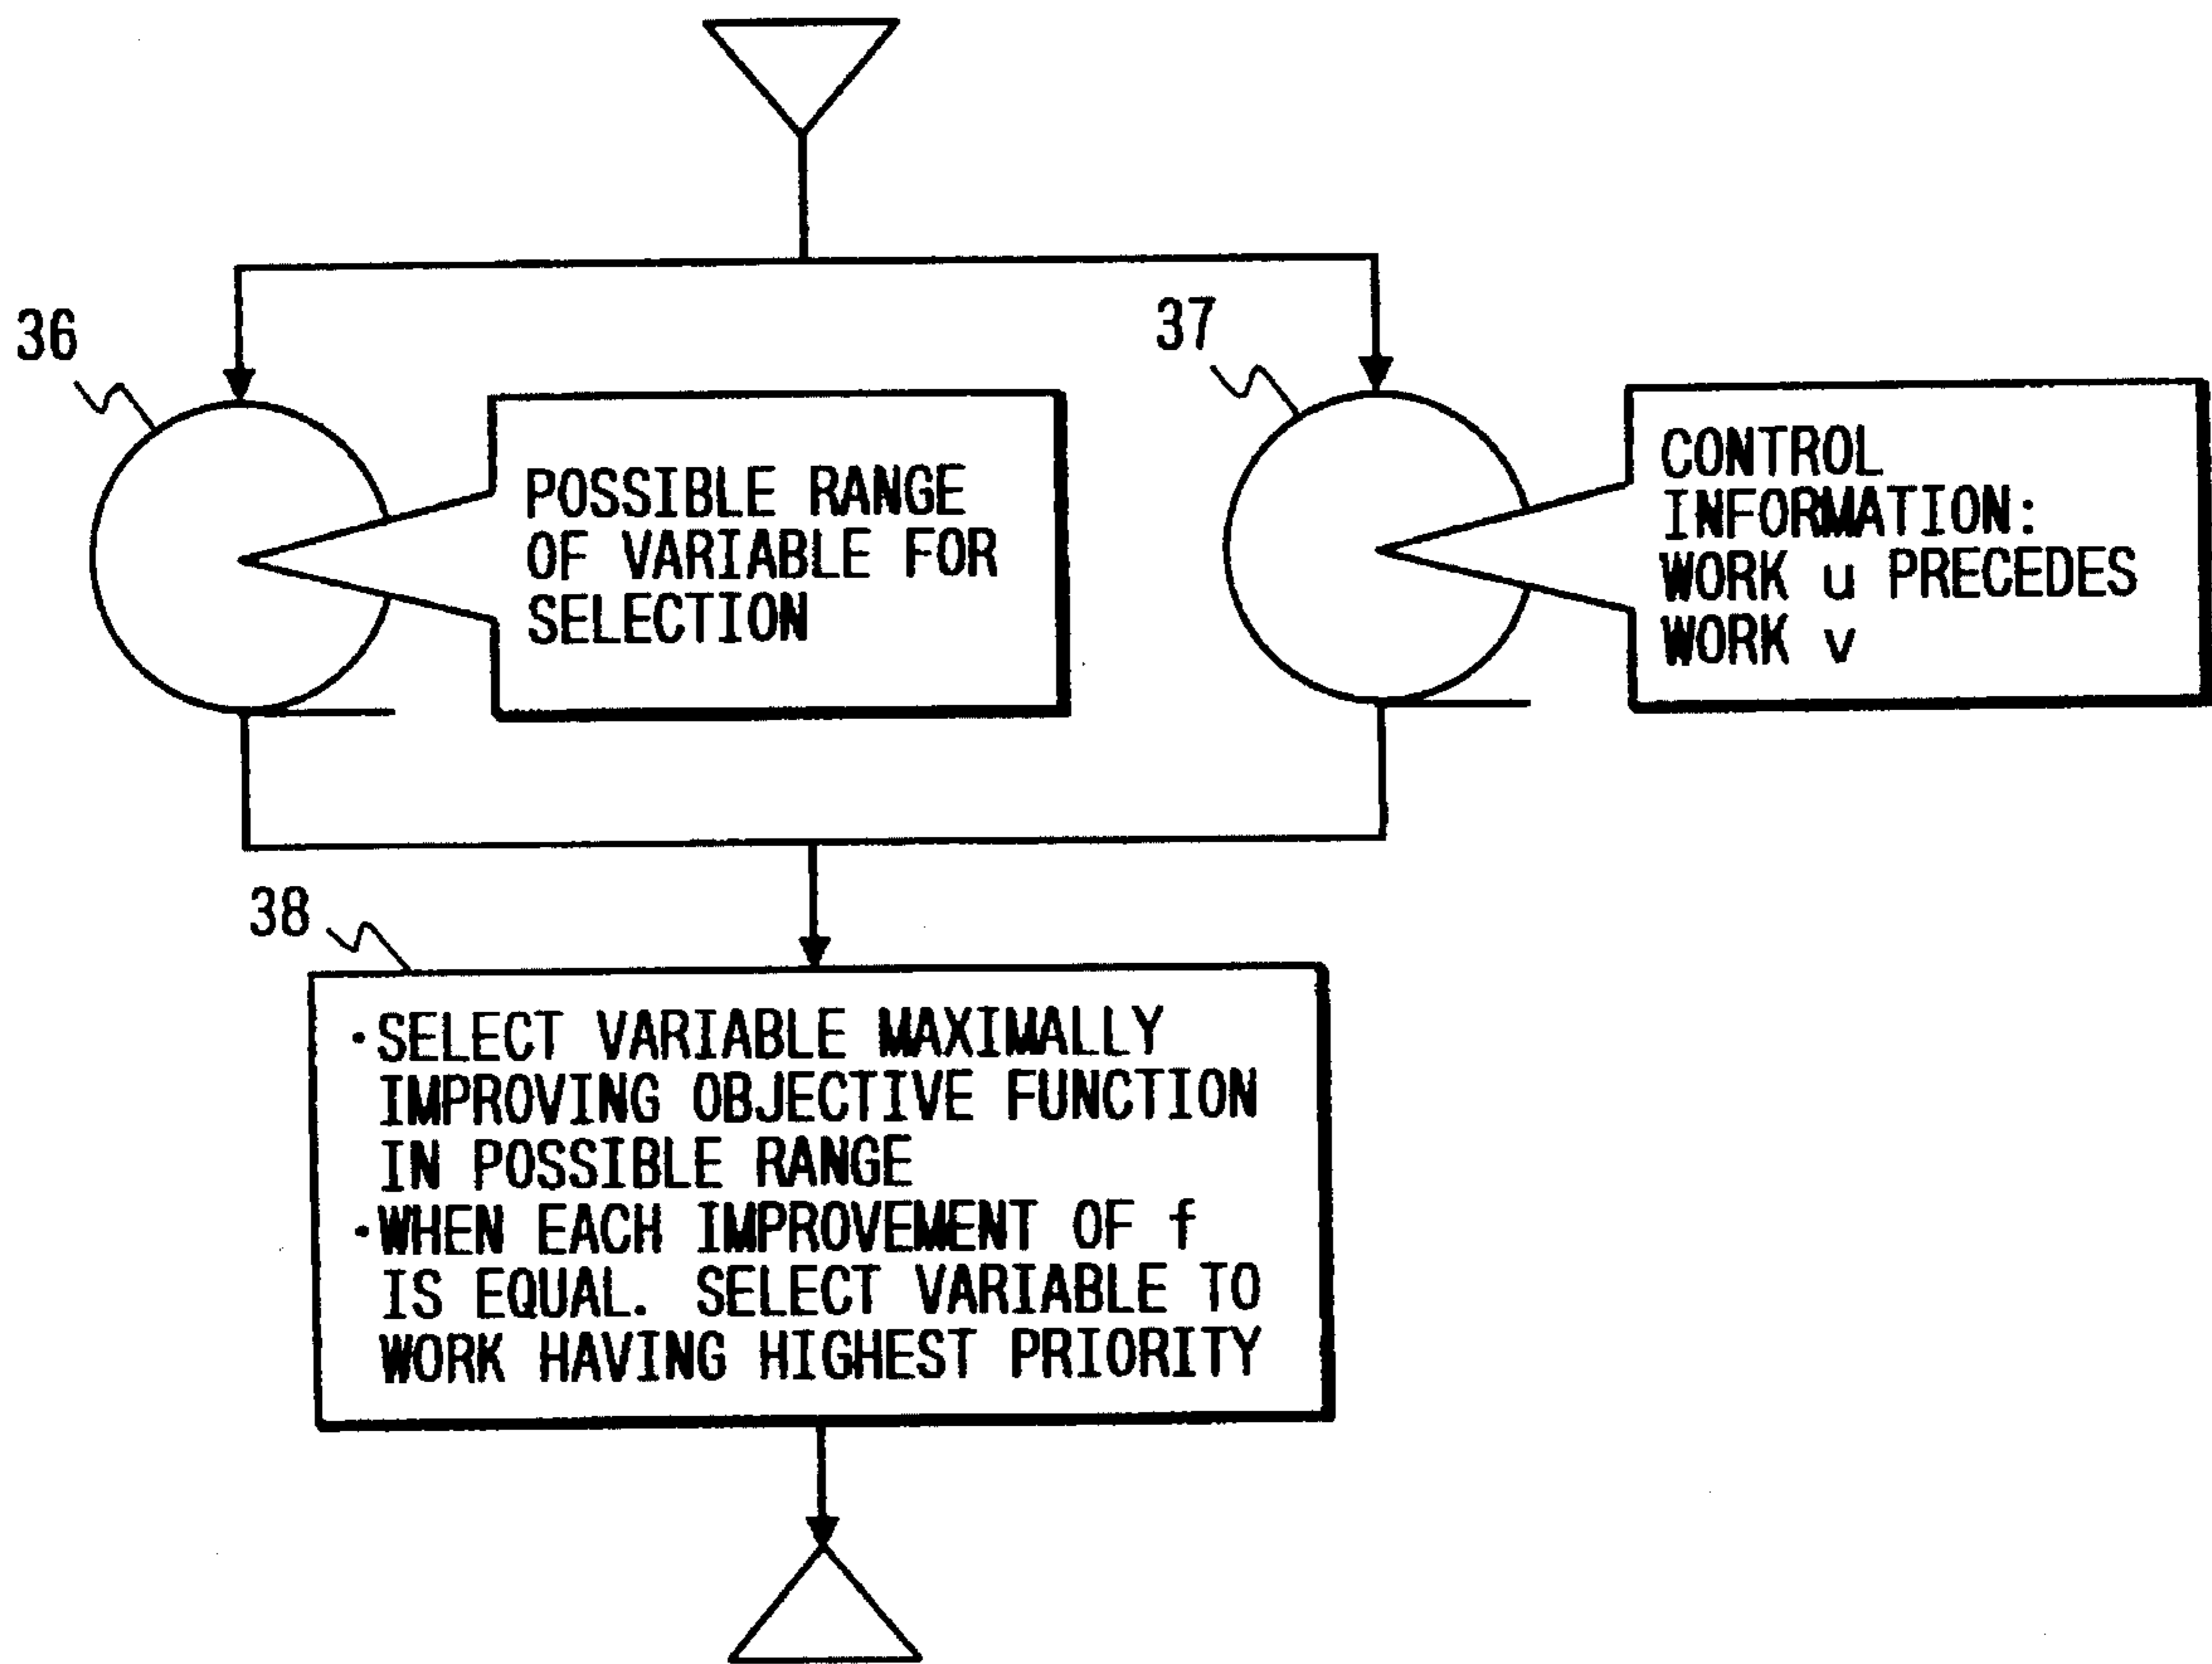 36
POSSIBLE RANGE
OF VARIABLE FOR
SELECTION
37
CONTROL
INFORMATION:
WORK u PRECEDES
WORK v
38
·SELECT VARIABLE MAXIMALLY
IMPROVING OBJECTIVE FUNCTION
IN POSSIBLE RANGE
·WHEN EACH IMPROVEMENT OF f
IS EQUAL. SELECT VARIABLE TO
WORK HAVING HIGHEST PRIORITY